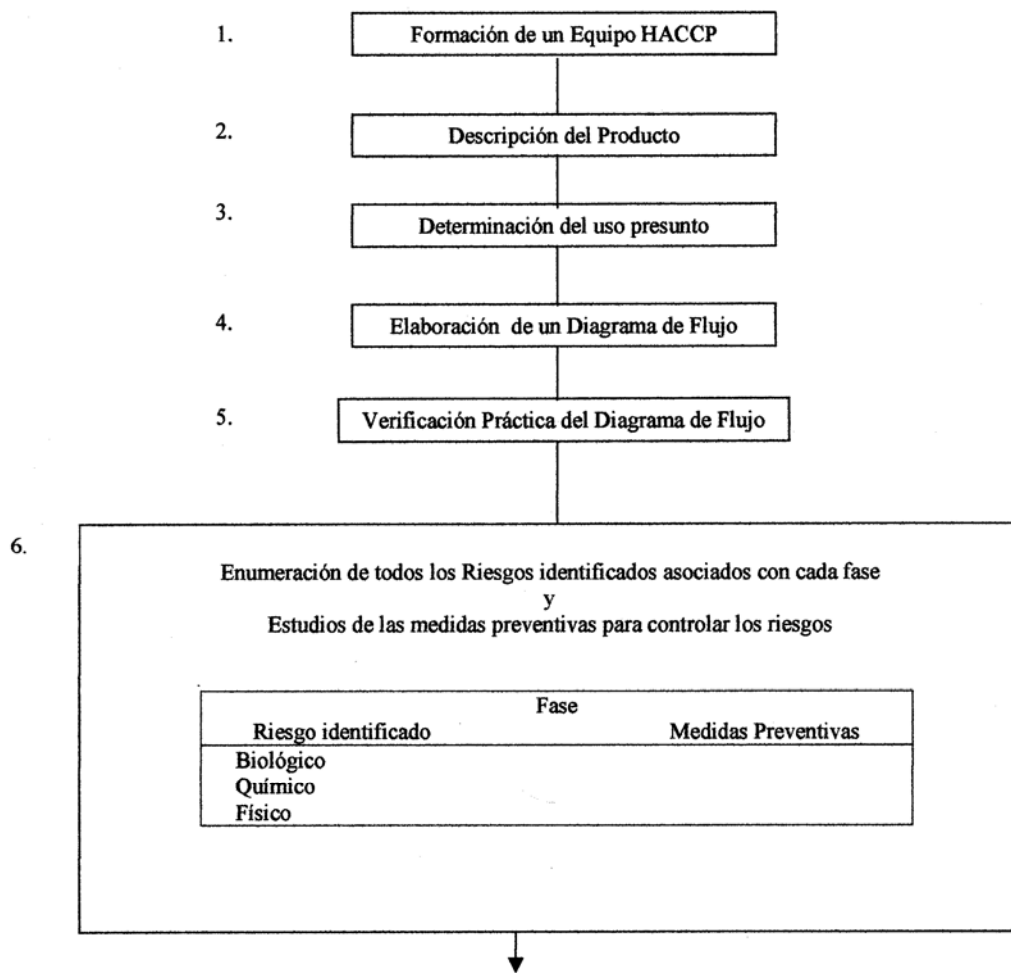 1. Formación de un Equipo HACCP
2. Descripción del Producto
3. Determinación del uso presunto
4. Elaboración de un Diagrama de Flujo
5. Verificación Práctica del Diagrama de Flujo
6.
Enumeración de todos los Riesgos identificados asociados con cada fase
y
Estudios de las medidas preventivas para controlar los riesgos
Fase
Riesgo identificado Medidas Preventivas
Biológico
Químico
Físico